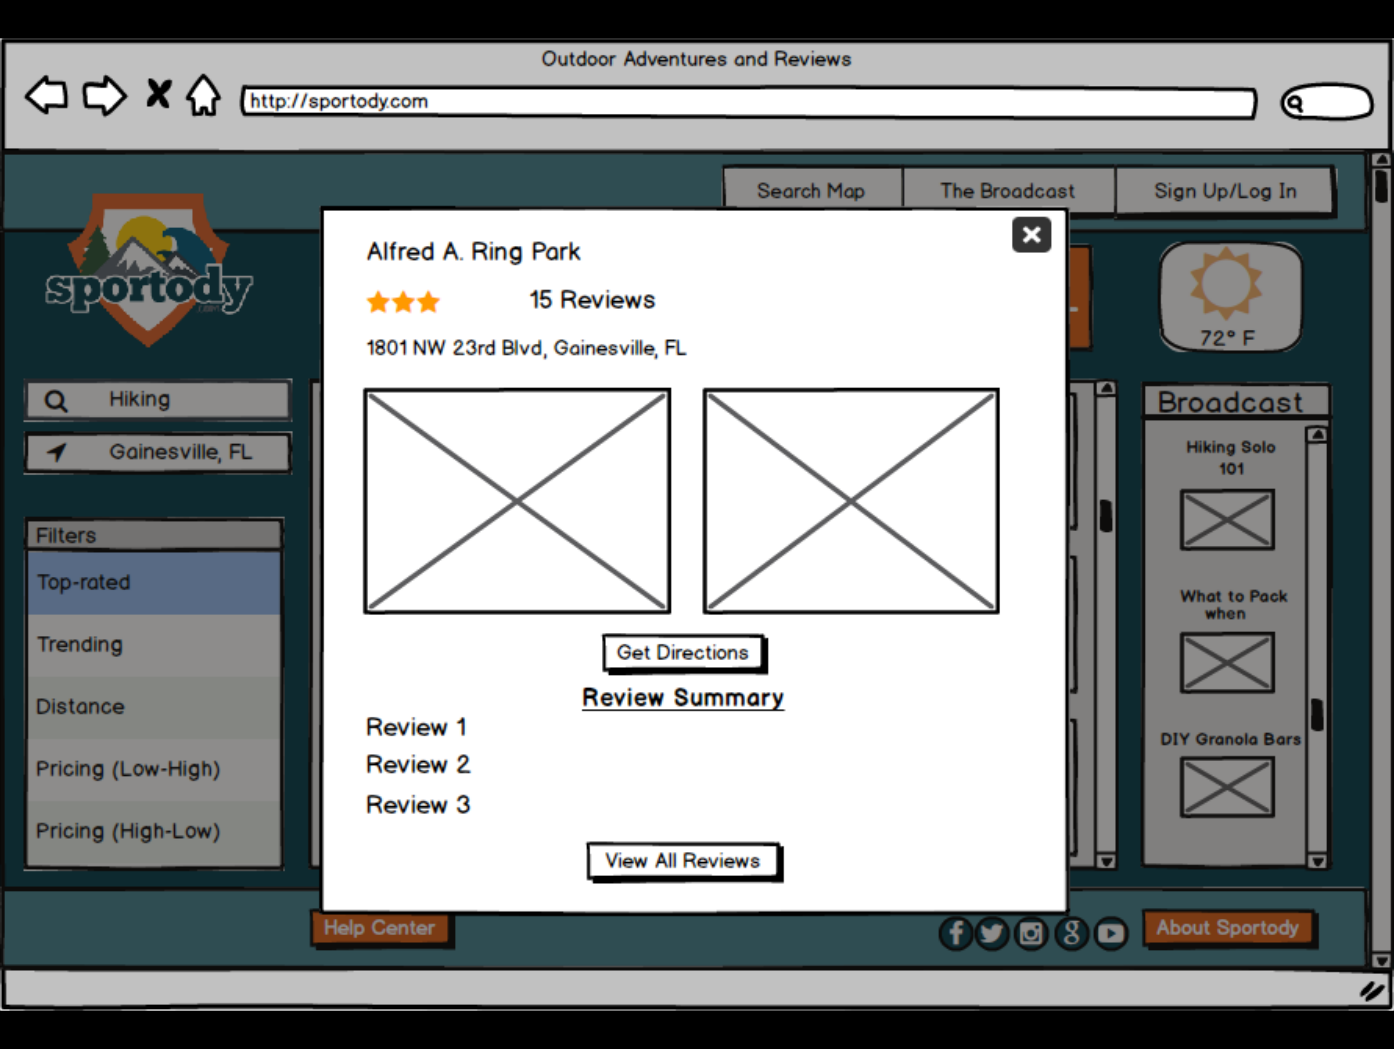 Outdoor Adventures and Reviews
http://sportody.com
Search Map
The Broadcast
Sign Up/Log In
sportody
72° F
Hiking
Gainesville, FL
Filters
Top-rated
Trending
Distance
Pricing (Low-High)
Pricing (High-Low)
Alfred A. Ring Park
15 Reviews
1801 NW 23rd Blvd, Gainesville, FL
Get Directions
Review Summary
Review 1
Review 2
Review 3
View All Reviews
Broadcast
Hiking Solo
101
What to Pack
when
DIY Granola Bars
Help Center
About Sportody